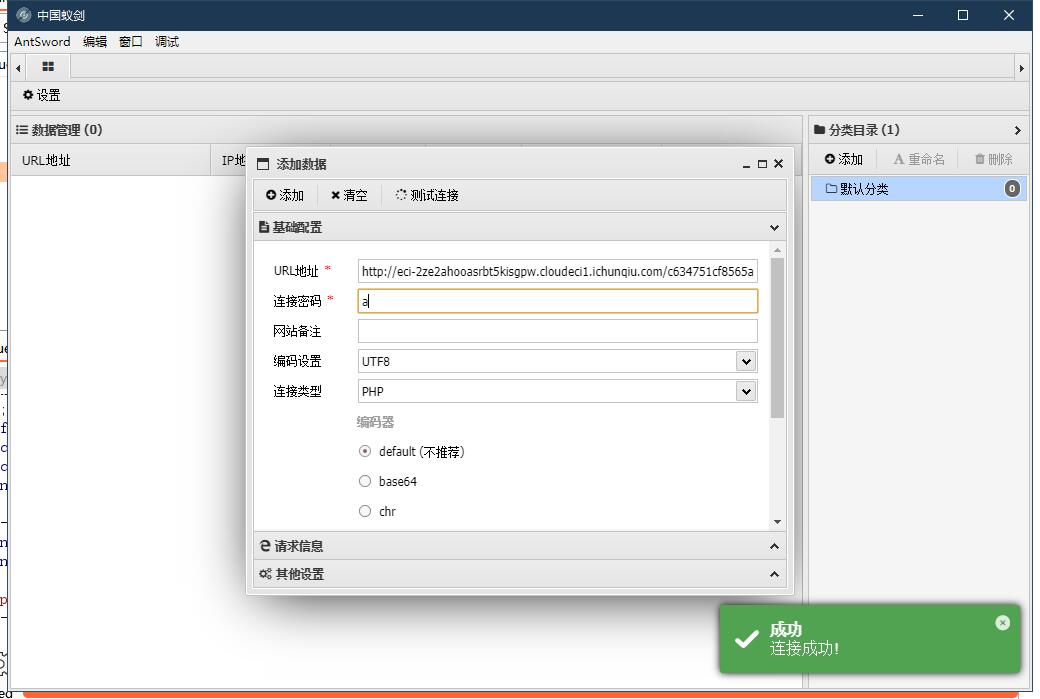 中国蚁剑
AntSword 编辑 窗口 调试
设置
数据管理 (0)
URL地址 IP地
分类目录 (1)
添加 重命名 删除
默认分类 0
添加数据
添加 清空 测试连接
基础配置
URL地址 *
http://eci-2ze2ahooasrbt5kisgpw.cloudeci1.ichunqiu.com/c634751cf8565a
连接密码 *
a
网站备注
编码设置
UTF8
连接类型
PHP
编码器
default (不推荐)
base64
chr
请求信息
其他设置
成功
连接成功!